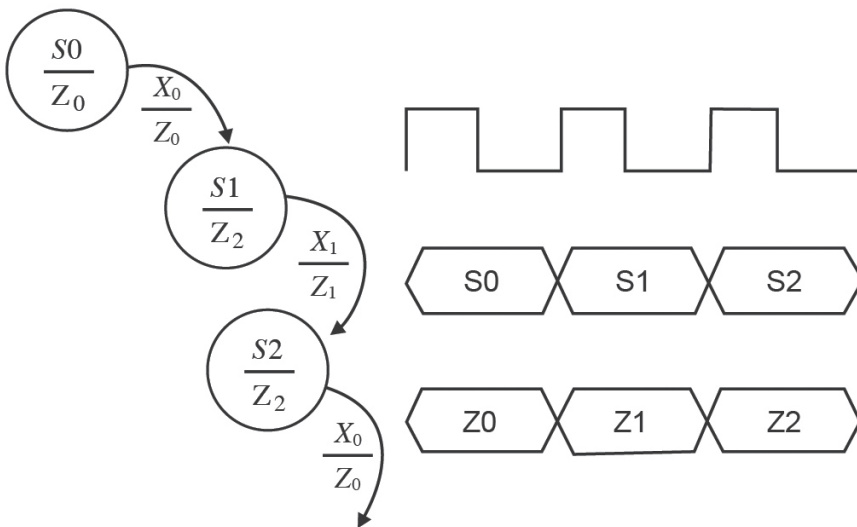 S0
Z₀
X₀
Z₀
S1
Z₂
X₁
Z₁
S2
Z₂
X₀
Z₀
S0 S1 S2
Z0 Z1 Z2